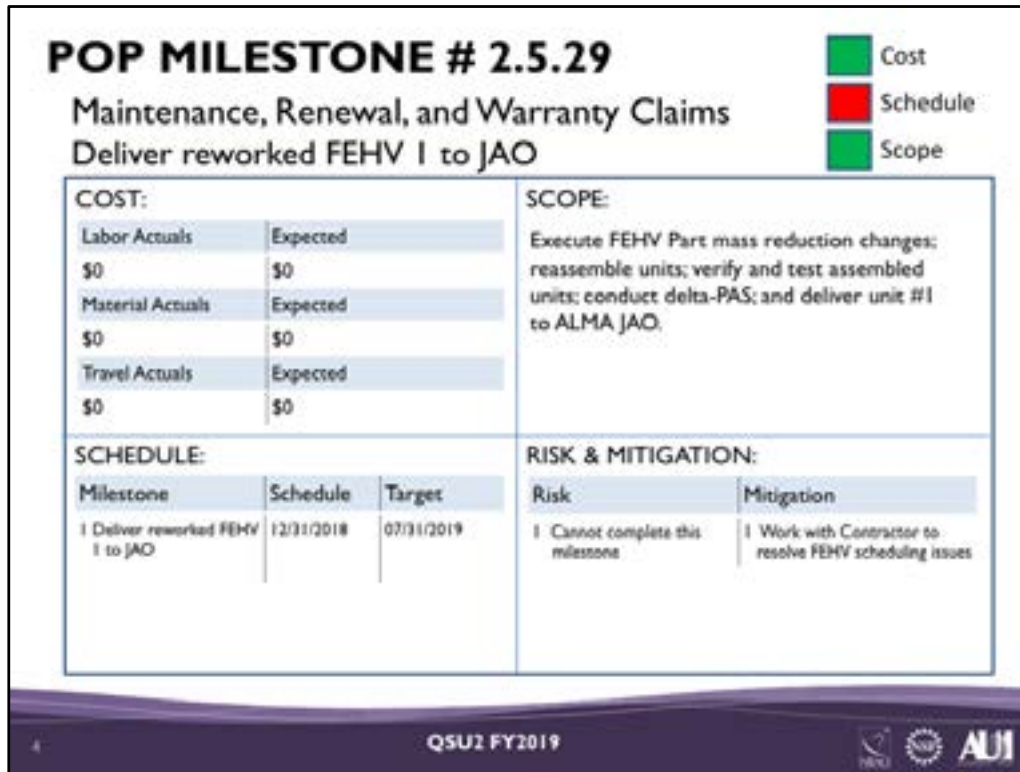 POP MILESTONE # 2.5.29
Cost
Schedule
Scope
Maintenance, Renewal, and Warranty Claims
Deliver reworked FEHV 1 to JAO
COST:
Labor Actuals Expected
$0 $0
Material Actuals Expected
$0 $0
Travel Actuals Expected
$0 $0
SCOPE:
Execute FEHV Part mass reduction changes;
reassemble units; verify and test assembled
units; conduct delta-PAS; and deliver unit #1
to ALMA JAO.
SCHEDULE:
Milestone Schedule Target
1 Deliver reworked FEHV 12/31/2018 07/31/2019
1 to JAO
RISK & MITIGATION:
Risk Mitigation
1 Cannot complete this 1 Work with Contractor to
milestone resolve FEHV scheduling issues
4
QSU2 FY2019
NRAO
NSF
AUI